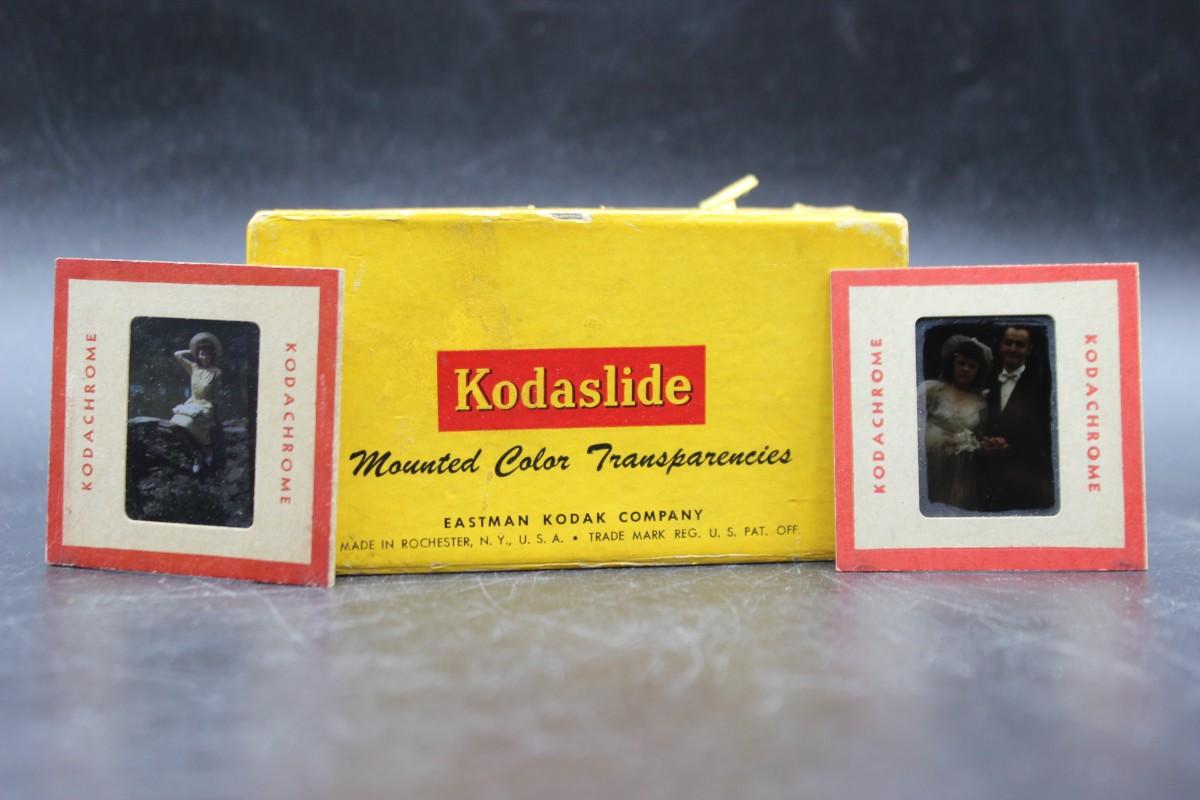 KODACHROME
KODACHROME
Kodaslide
Mounted Color Transparencies
EASTMAN KODAK COMPANY
MADE IN ROCHESTER, N. Y., U. S. A. • TRADE MARK REG. U. S. PAT. OFF.
KODACHROME
KODACHROME